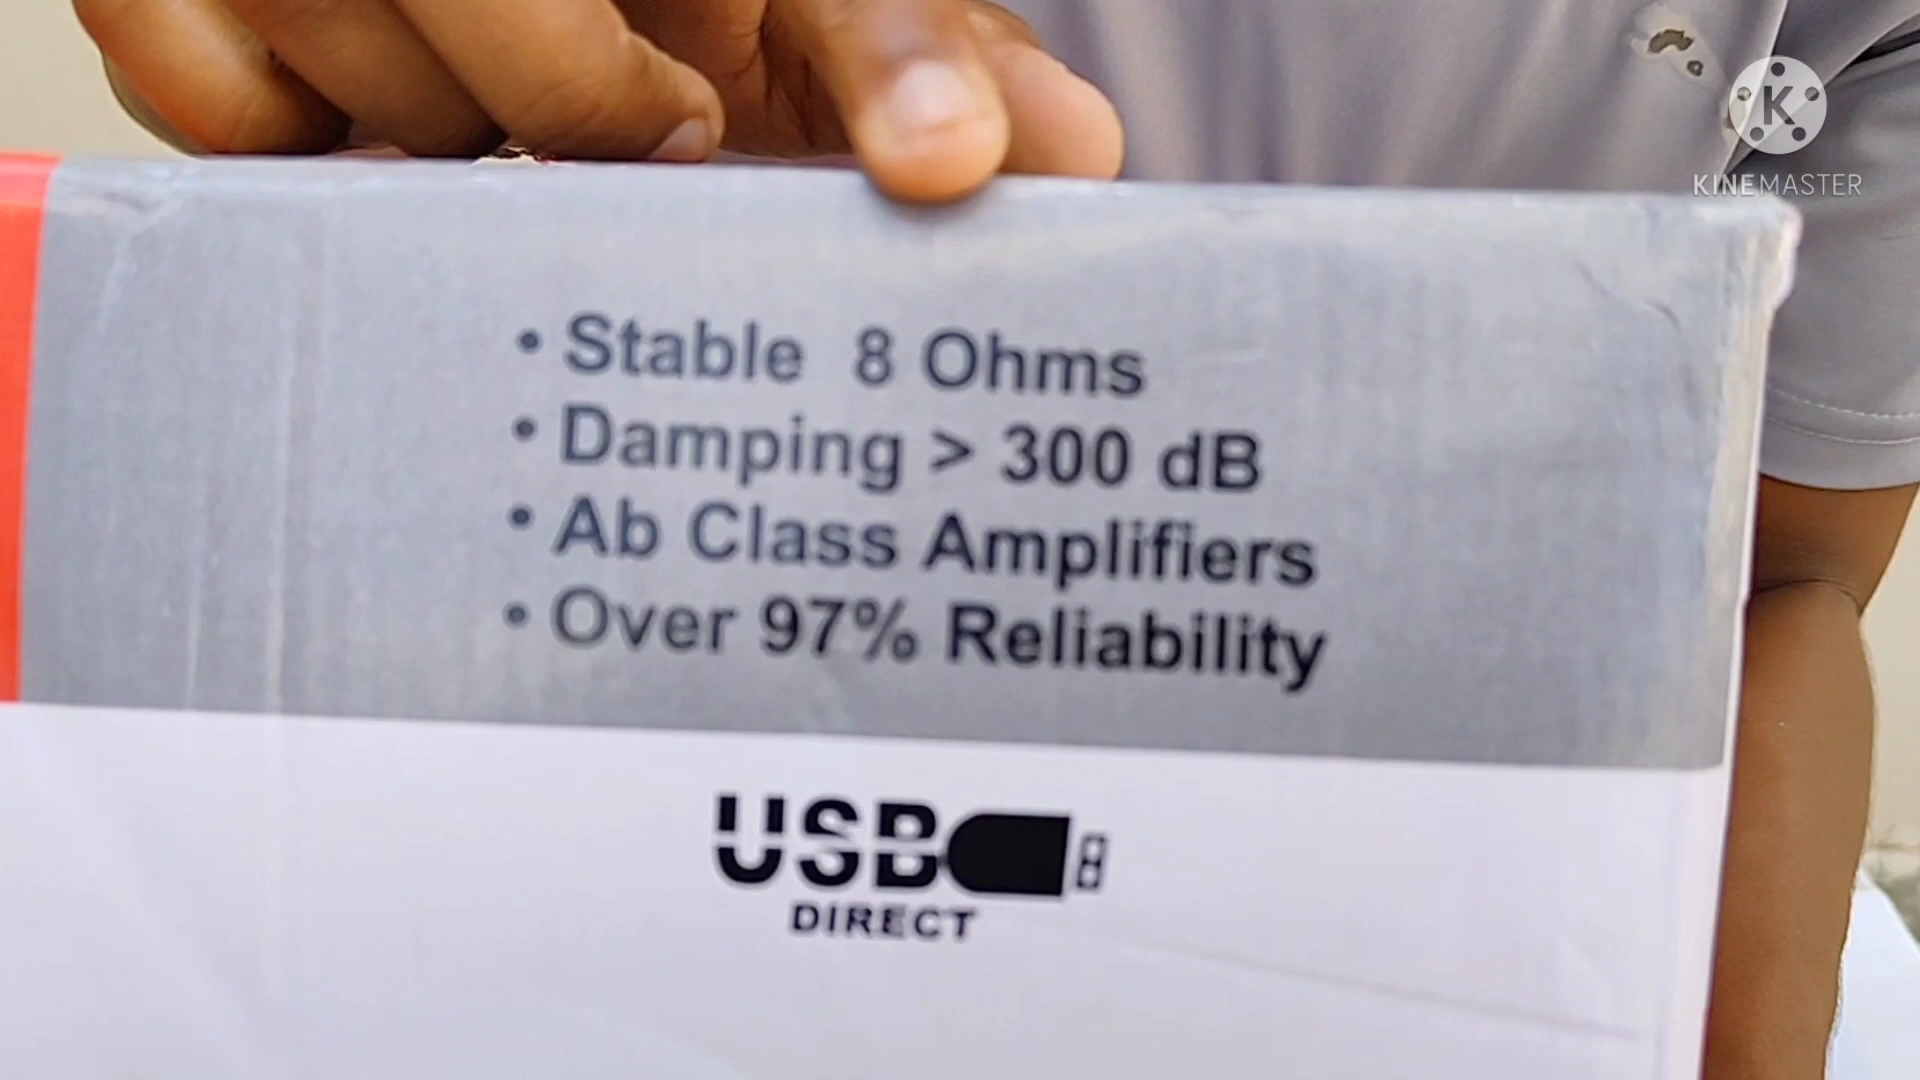 K
KINEMASTER
• Stable 8 Ohms
• Damping > 300 dB
• Ab Class Amplifiers
• Over 97% Reliability
USB
DIRECT